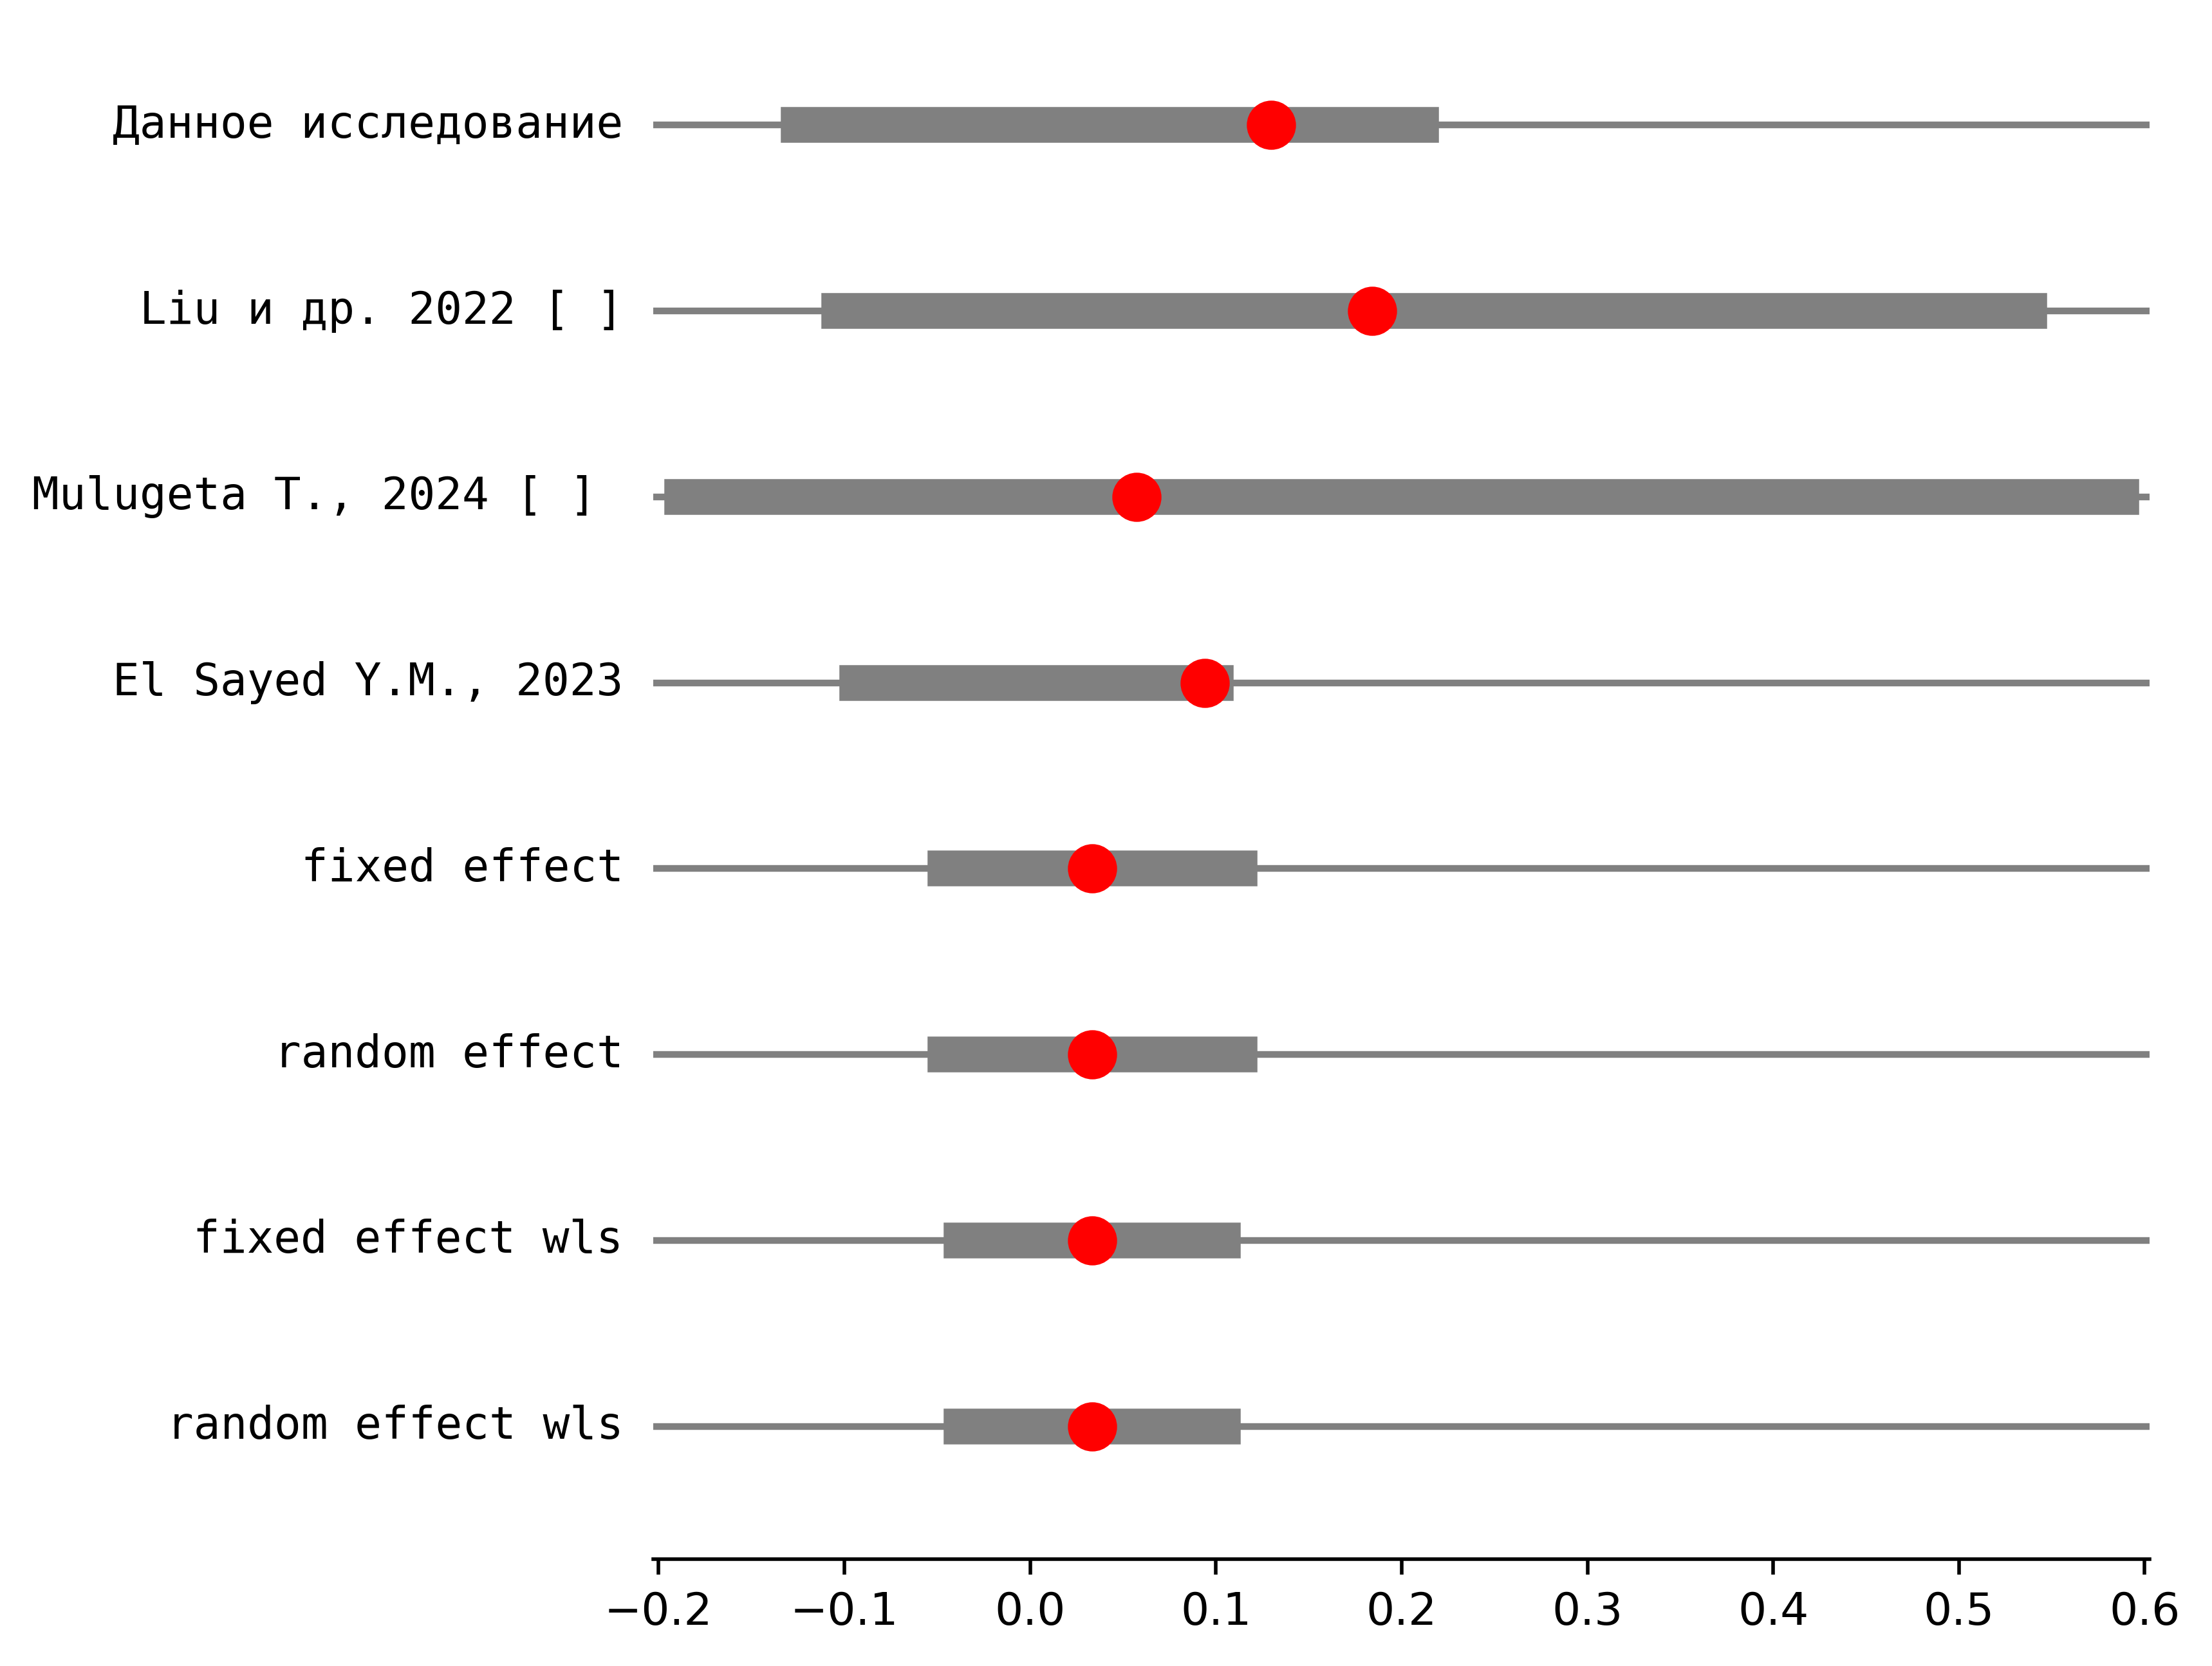 Данное исследование
Liu и др. 2022 [ ]
Mulugeta T., 2024 [ ]
El Sayed Y.M., 2023
fixed effect
random effect
fixed effect wls
random effect wls
−0.2 −0.1 0.0 0.1 0.2 0.3 0.4 0.5 0.6